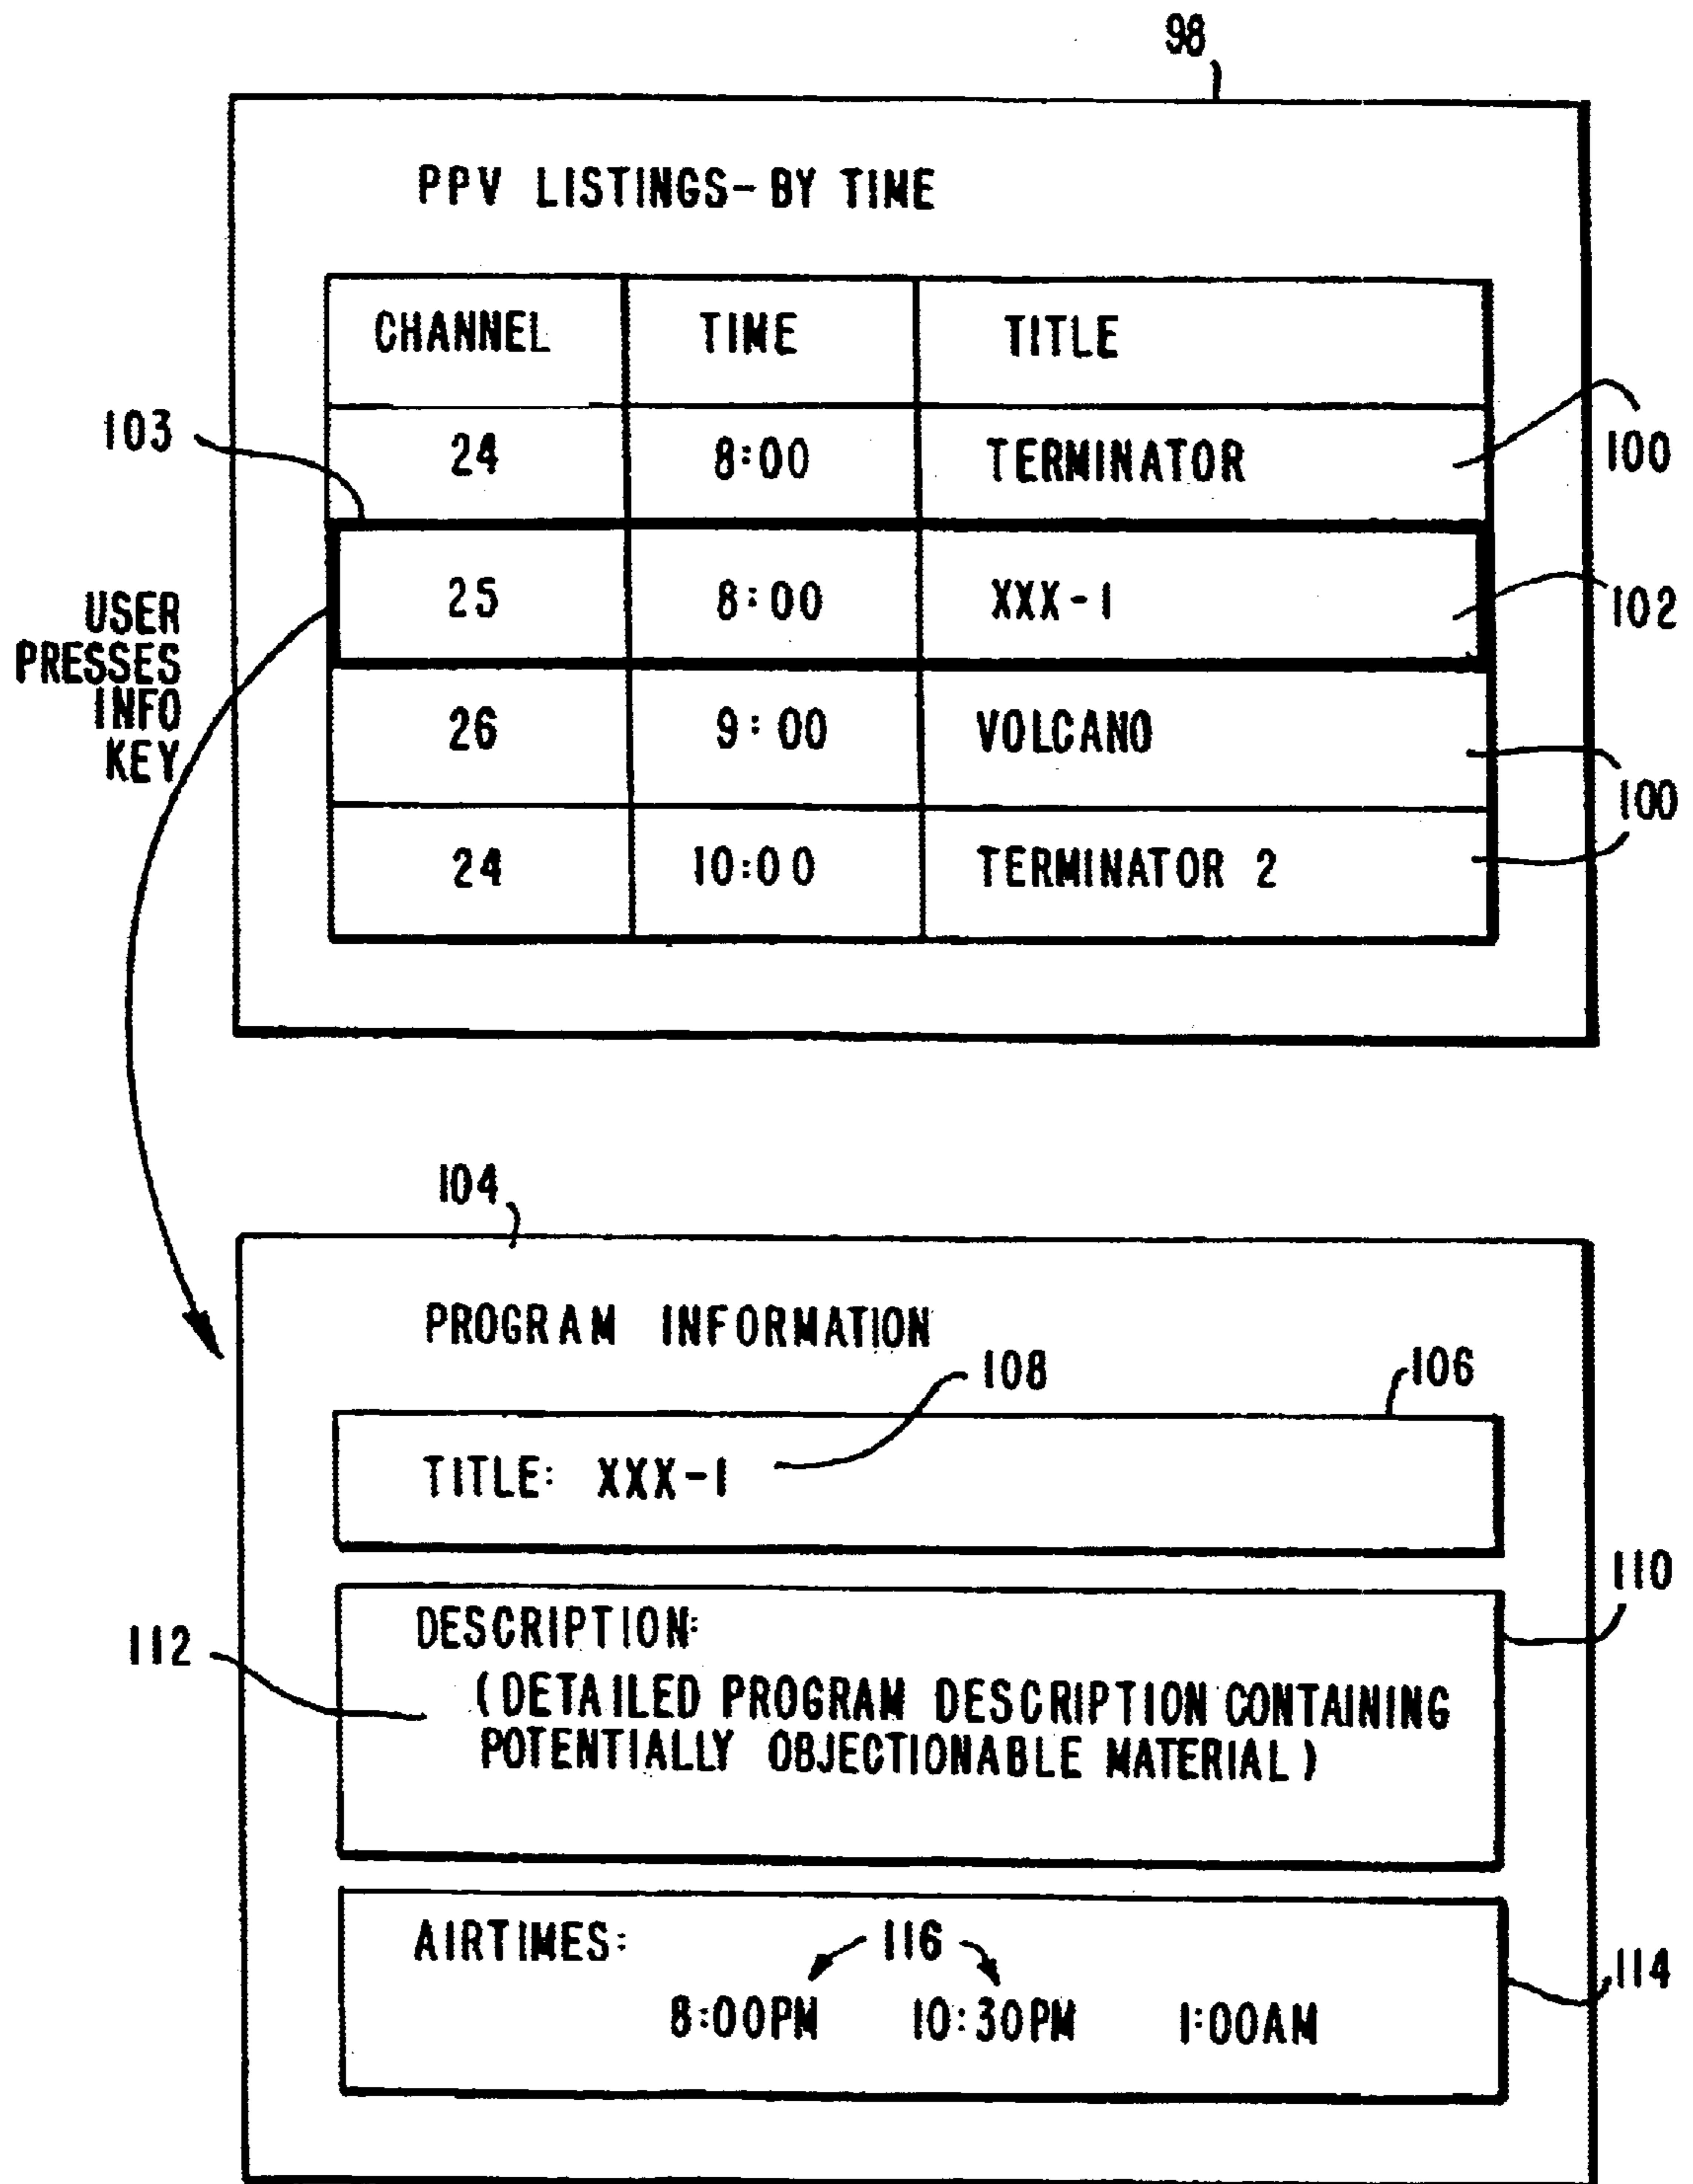 98
PPV LISTINGS-BY TIME
CHANNEL TIME TITLE
103
24 8:00 TERMINATOR
100
25 8:00 XXX-1
102
USER
PRESSES
INFO
KEY
26 9:00 VOLCANO
100
24 10:00 TERMINATOR 2
104
PROGRAM INFORMATION
108
106
TITLE: XXX-1
110
DESCRIPTION:
112
(DETAILED PROGRAM DESCRIPTION CONTAINING
POTENTIALLY OBJECTIONABLE MATERIAL)
AIRTIMES:
116
114
8:00PM 10:30PM 1:00AM